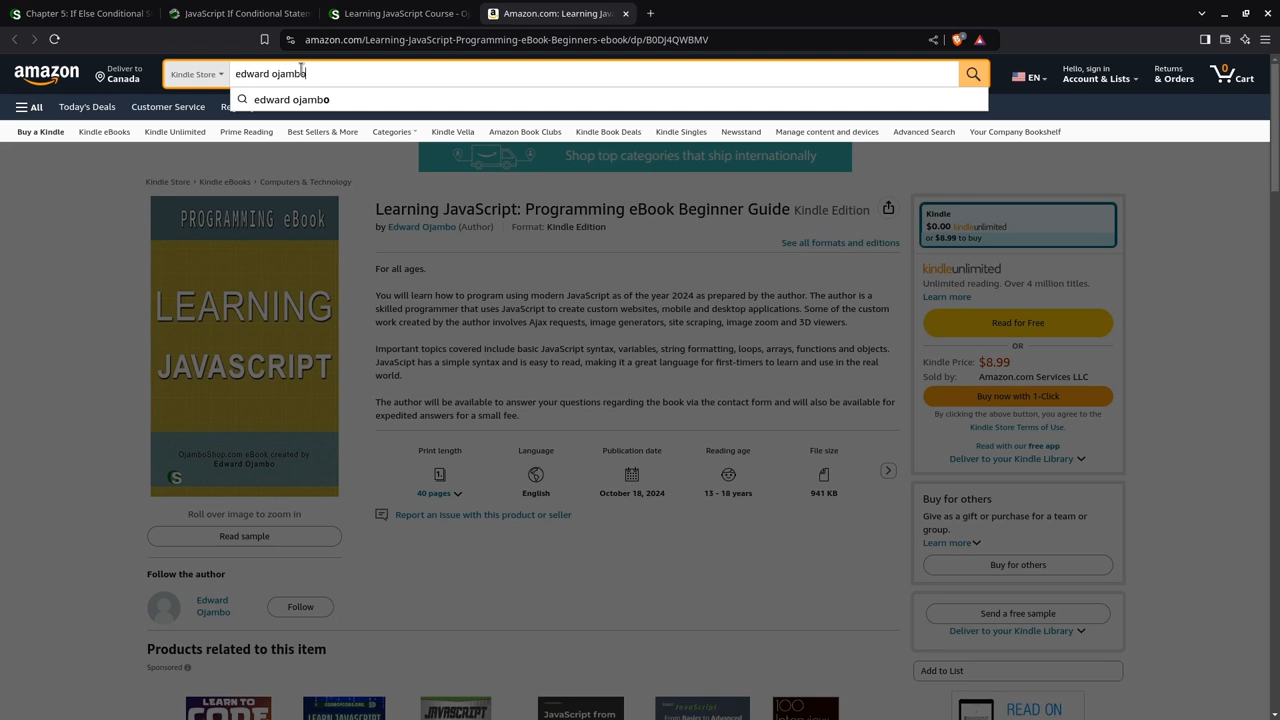 Chapter 5: If Else Conditional S
JavaScript If Conditional Statem
Learning JavaScript Course - Oj
Amazon.com: Learning Jav
amazon.com/Learning-JavaScript-Programming-eBook-Beginners-ebook/dp/B0DJ4QWBMV
amazon
Deliver to
Canada
Kindle Store
edward ojambo
EN
Hello, sign in
Account & Lists
Returns
& Orders
0
Cart
edward ojambo
All
Today's Deals
Customer Service
Buy a Kindle
Kindle eBooks
Kindle Unlimited
Prime Reading
Best Sellers & More
Categories
Kindle Vella
Amazon Book Clubs
Kindle Book Deals
Kindle Singles
Newsstand
Manage content and devices
Advanced Search
Your Company Bookshelf
Shop top categories that ship internationally
Kindle Store › Kindle eBooks › Computers & Technology
PROGRAMMING eBook
LEARNING
JAVASCRIPT
OjamboShop.com eBook created by
Edward Ojambo
Roll over image to zoom in
Read sample
Follow the author
Edward
Ojambo
Follow
Learning JavaScript: Programming eBook Beginner Guide Kindle Edition
by Edward Ojambo (Author)
Format: Kindle Edition
See all formats and editions
For all ages.
You will learn how to program using modern JavaScript as of the year 2024 as prepared by the author. The author is a
skilled programmer that uses JavaScript to create custom websites, mobile and desktop applications. Some of the custom
work created by the author involves Ajax requests, image generators, site scraping, image zoom and 3D viewers.
Important topics covered include basic JavaScript syntax, variables, string formatting, loops, arrays, functions and objects.
JavaScript has a simple syntax and is easy to read, making it a great language for first-timers to learn and use in the real
world.
The author will be available to answer your questions regarding the book via the contact form and will also be available for
expedited answers for a small fee.
Print length
40 pages
Language
English
Publication date
October 18, 2024
Reading age
13 - 18 years
File size
941 KB
Report an issue with this product or seller
Kindle
$0.00 kindleunlimited
or $8.99 to buy
kindleunlimited
Unlimited reading. Over 4 million titles.
Learn more
Read for Free
OR
Kindle Price: $8.99
Sold by: Amazon.com Services LLC
Buy now with 1-Click
By clicking the above button, you agree to the
Kindle Store Terms of Use.
Read with our free app
Deliver to your Kindle Library
Buy for others
Give as a gift or purchase for a team or
group.
Learn more
Buy for others
Send a free sample
Deliver to your Kindle Library
Add to List
READ ON
Products related to this item
Sponsored
LEARN TO
CODE
LEARN
JAVASCRIPT
JavaScript from
JavaScript
From Basics to Advanced
100
Interview